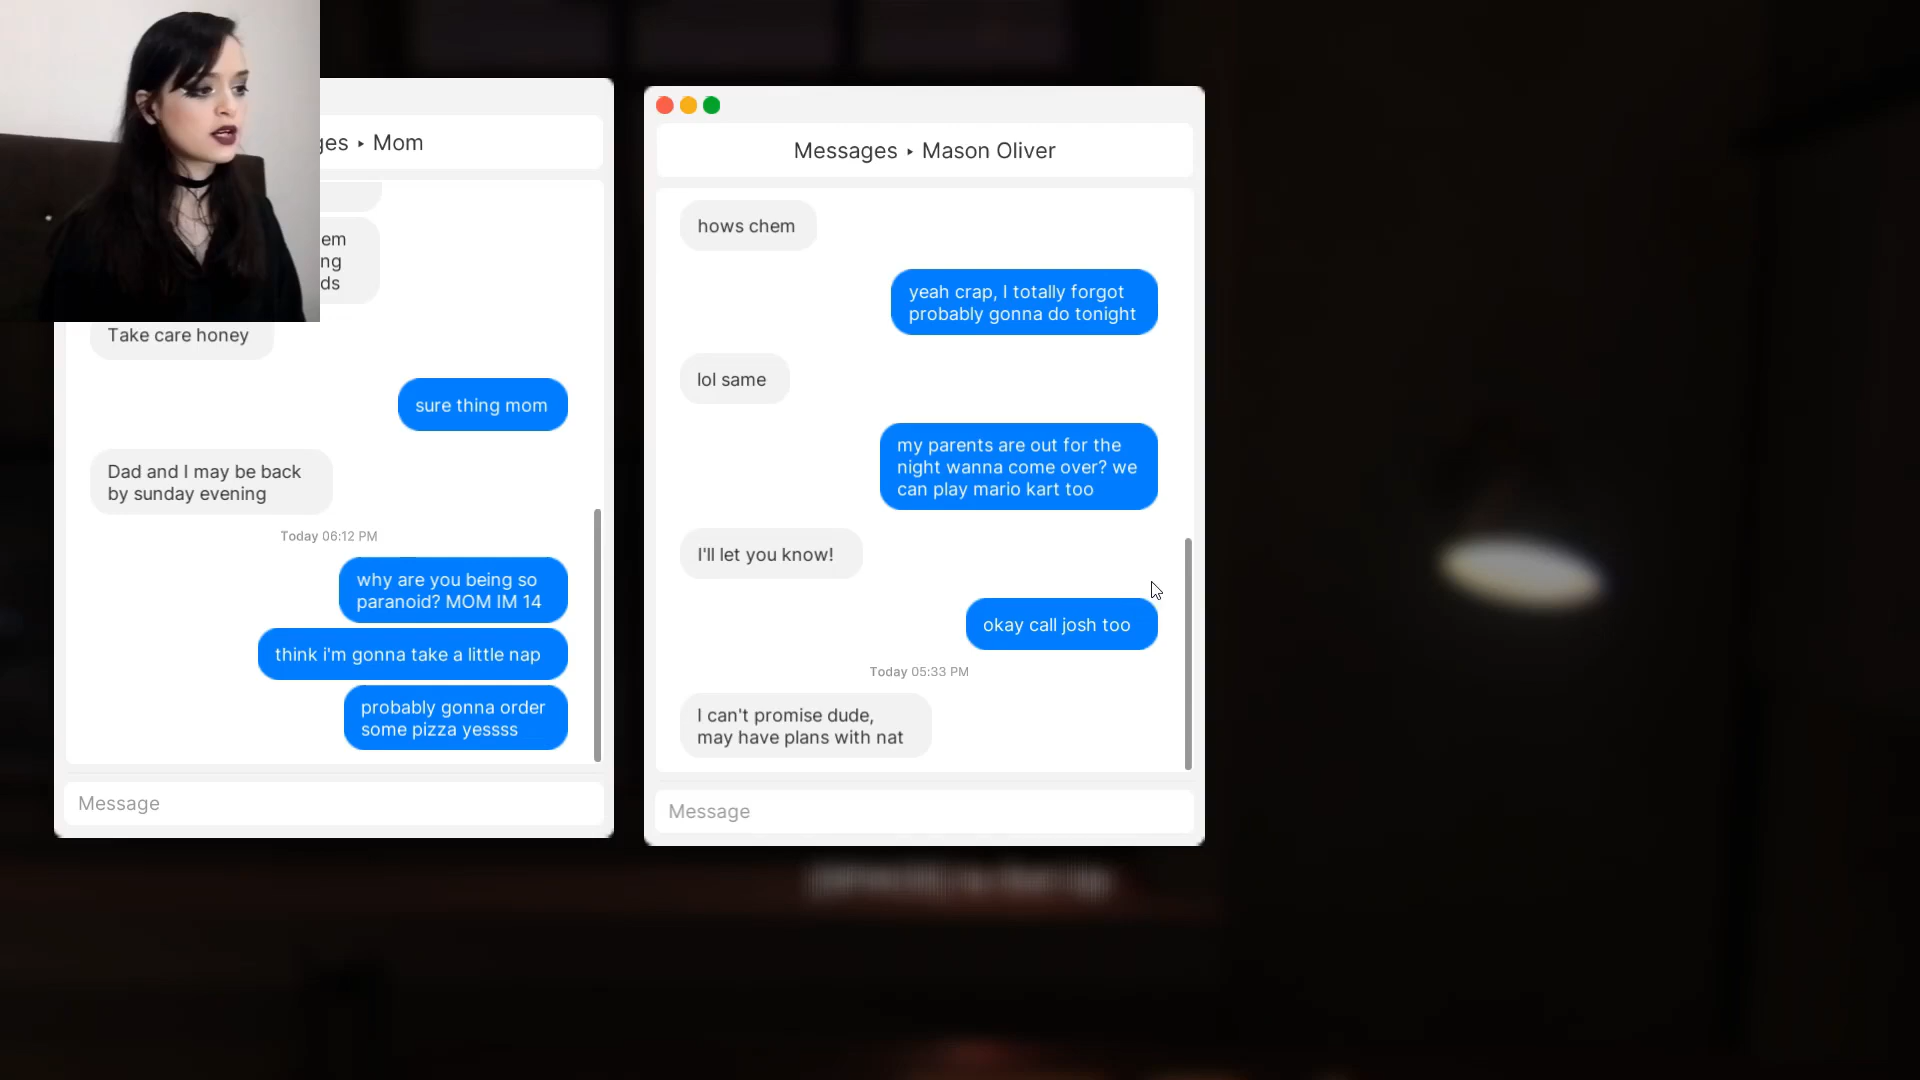 ges ‣ Mom
em
ng
ds
Take care honey
sure thing mom
Dad and I may be back
by sunday evening
Today 06:12 PM
why are you being so
paranoid? MOM IM 14
think i'm gonna take a little nap
probably gonna order
some pizza yessss
Message
Messages ‣ Mason Oliver
hows chem
yeah crap, I totally forgot
probably gonna do tonight
lol same
my parents are out for the
night wanna come over? we
can play mario kart too
I'll let you know!
okay call josh too
Today 05:33 PM
I can't promise dude,
may have plans with nat
Message